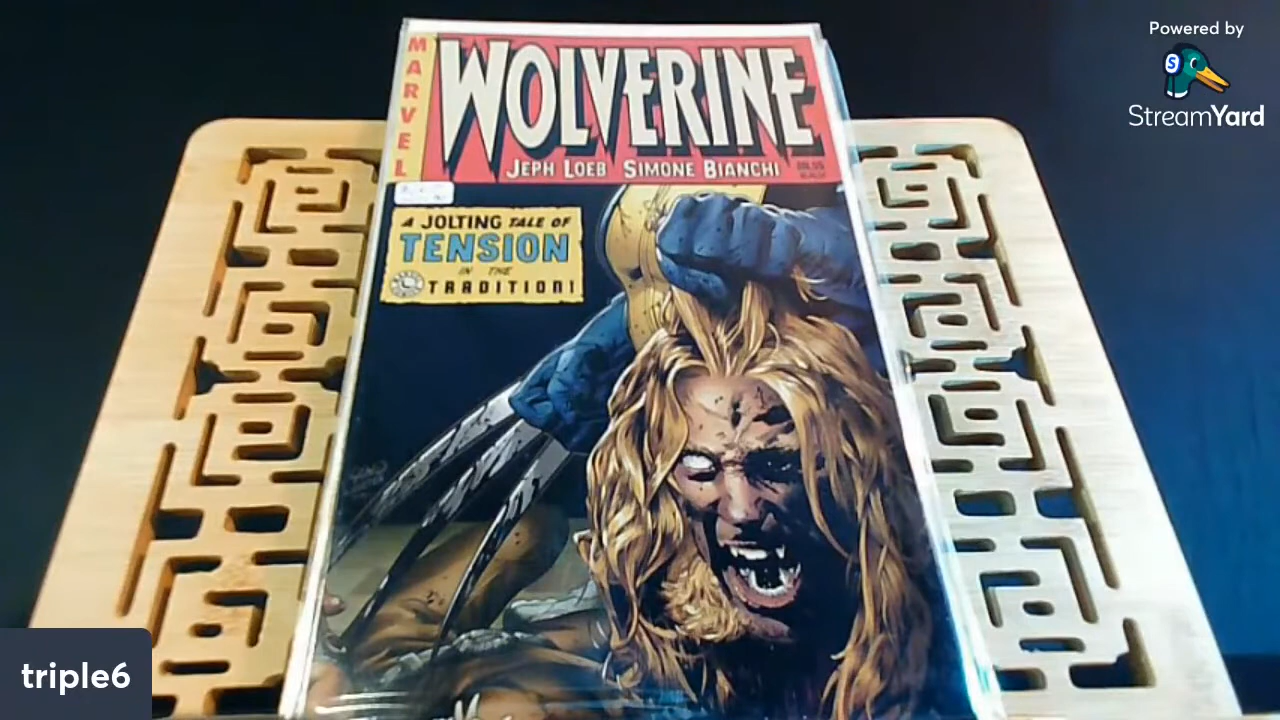 Powered by
S
StreamYard
MARVEL
WOLVERINE
JEPH LOEB SIMONE BIANCHI
A JOLTING TALE OF
TENSION
IN THE
TRADITION!
triple6